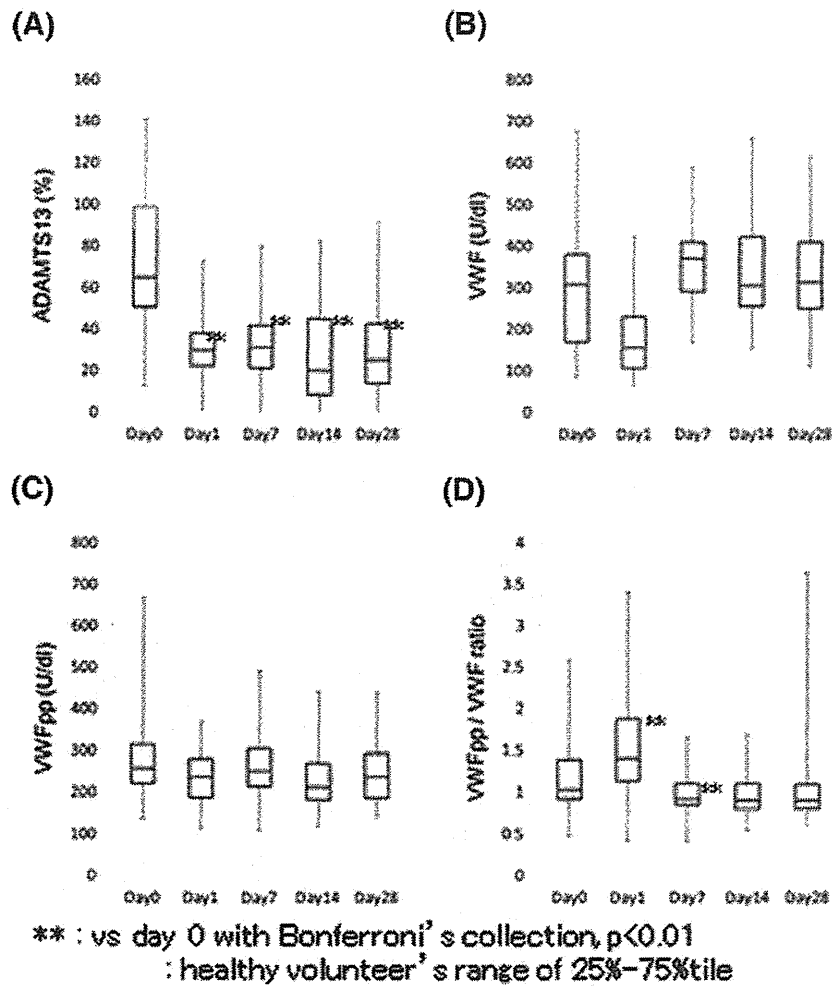 (A)
(B)
160
140
120
100
80
60
40
20
0
ADAMTS13 (%)
**
**
**
**
Day0
Day1
Day7
Day14
Day28
800
700
600
500
400
300
200
100
0
VWF (U/dl)
Day0
Day1
Day7
Day14
Day28
(C)
(D)
800
700
600
500
400
300
200
100
0
VWFpp (U/dl)
Day0
Day1
Day7
Day14
Day28
4
3.5
3
2.5
2
1.5
1
0.5
0
VWFpp / VWF ratio
**
**
Day0
Day1
Day7
Day14
Day28
** : vs day 0 with Bonferroni's collection, p<0.01
: healthy volunteer's range of 25%-75%tile